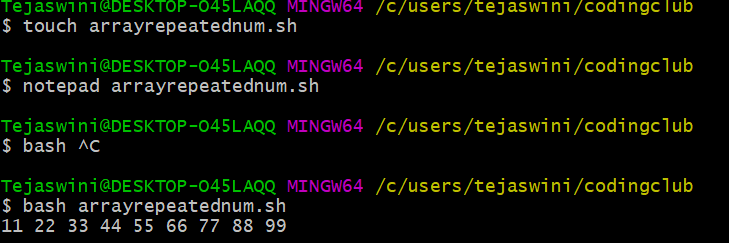 Tejaswini@DESKTOP-O45LAQQ MINGW64 /c/users/tejaswini/codingclub
$ touch arrayrepeatednum.sh
Tejaswini@DESKTOP-O45LAQQ MINGW64 /c/users/tejaswini/codingclub
$ notepad arrayrepeatednum.sh
Tejaswini@DESKTOP-O45LAQQ MINGW64 /c/users/tejaswini/codingclub
$ bash ^C
Tejaswini@DESKTOP-O45LAQQ MINGW64 /c/users/tejaswini/codingclub
$ bash arrayrepeatednum.sh
11 22 33 44 55 66 77 88 99